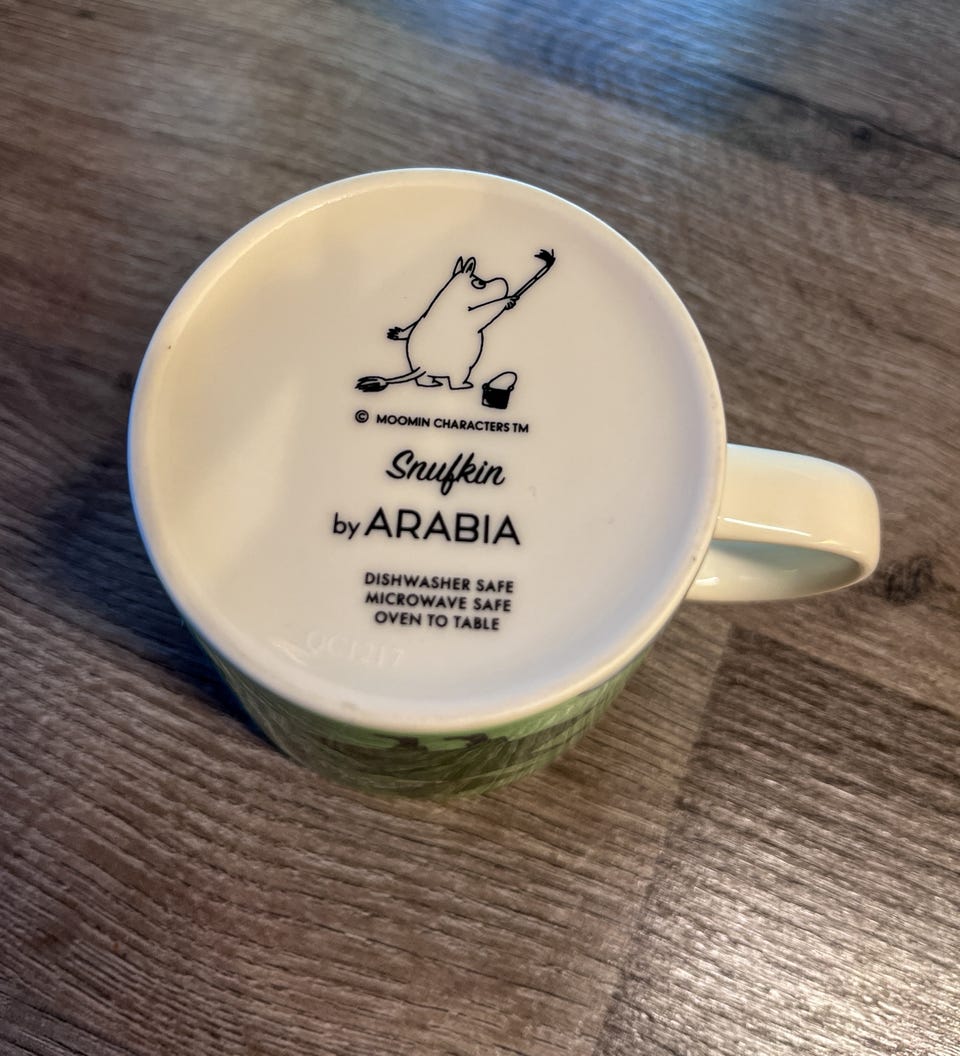 © MOOMIN CHARACTERS TM
Snufkin
by ARABIA
DISHWASHER SAFE
MICROWAVE SAFE
OVEN TO TABLE